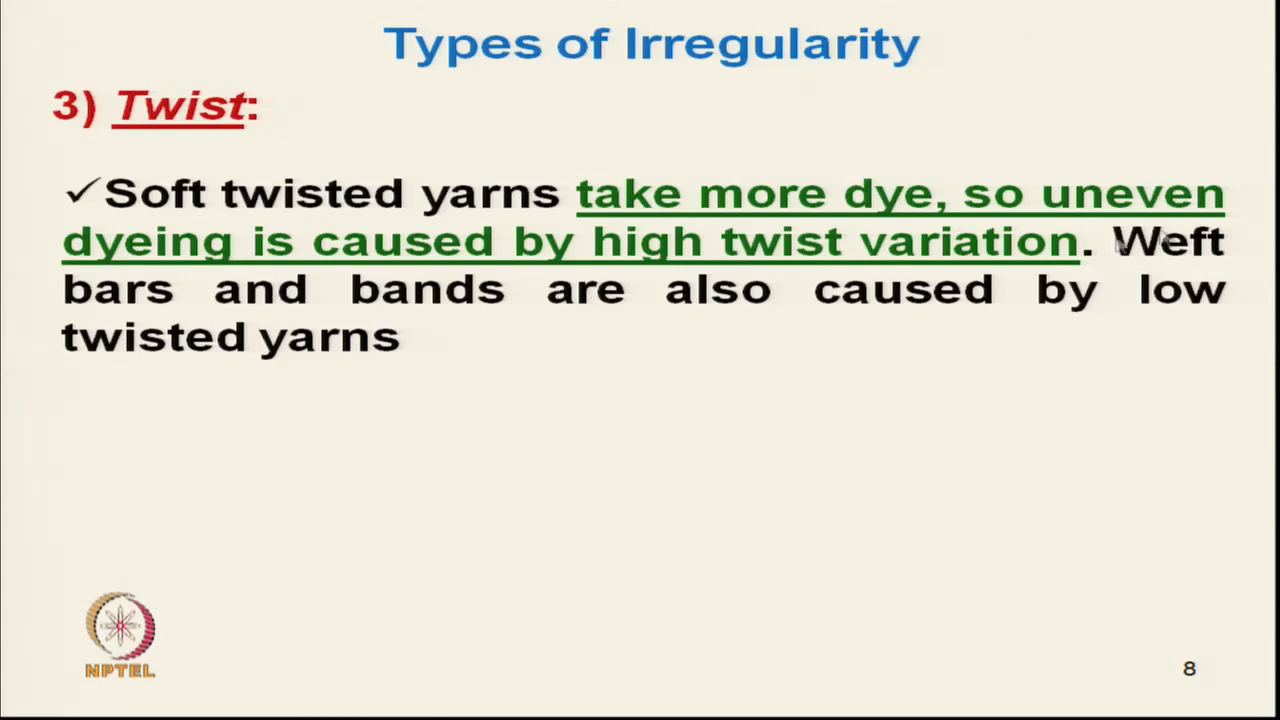 Types of Irregularity
3) Twist:
✓Soft twisted yarns take more dye, so uneven
dyeing is caused by high twist variation. Weft
bars and bands are also caused by low
twisted yarns
NPTEL
8